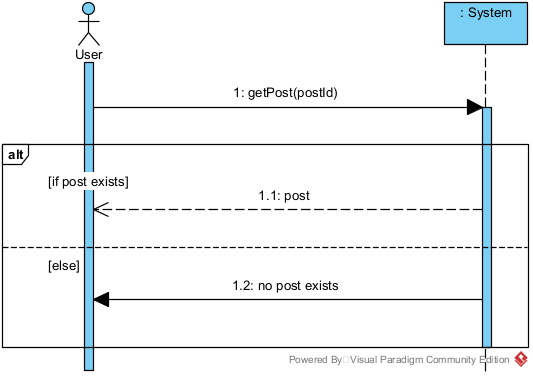 : System
User
1: getPost(postId)
alt
[if post exists]
1.1: post
[else]
1.2: no post exists
Powered By Visual Paradigm Community Edition